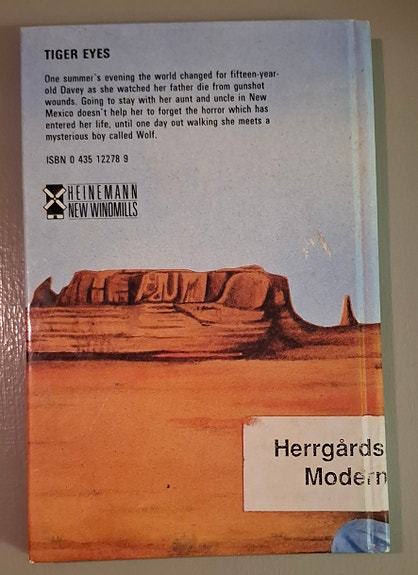 TIGER EYES
One summer's evening the world changed for fifteen-year-
old Davey as she watched her father die from gunshot
wounds. Going to stay with her aunt and uncle in New
Mexico doesn't help her to forget the horror which has
entered her life, until one day out walking she meets a
mysterious boy called Wolf.
ISBN 0 435 12278 9
HEINEMANN
NEW WINDMILLS
Herrgårds
Modern